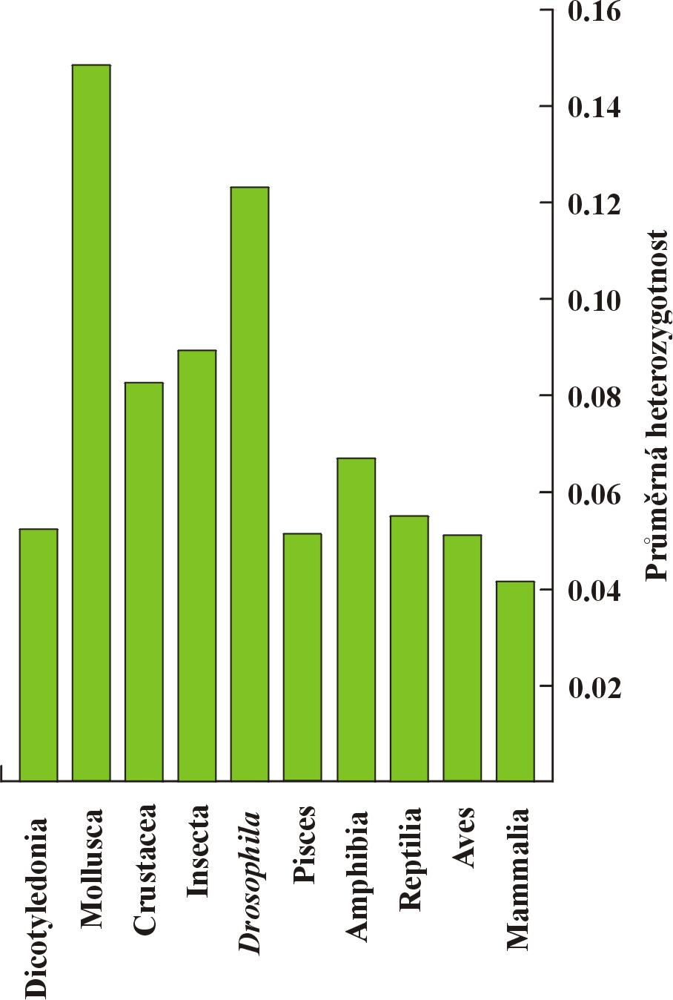 0.16
0.14
0.12
0.10
0.08
0.06
0.04
0.02
Průměrná heterozygotnost
Dicotyledonia
Mollusca
Crustacea
Insecta
Drosophila
Pisces
Amphibia
Reptilia
Aves
Mammalia